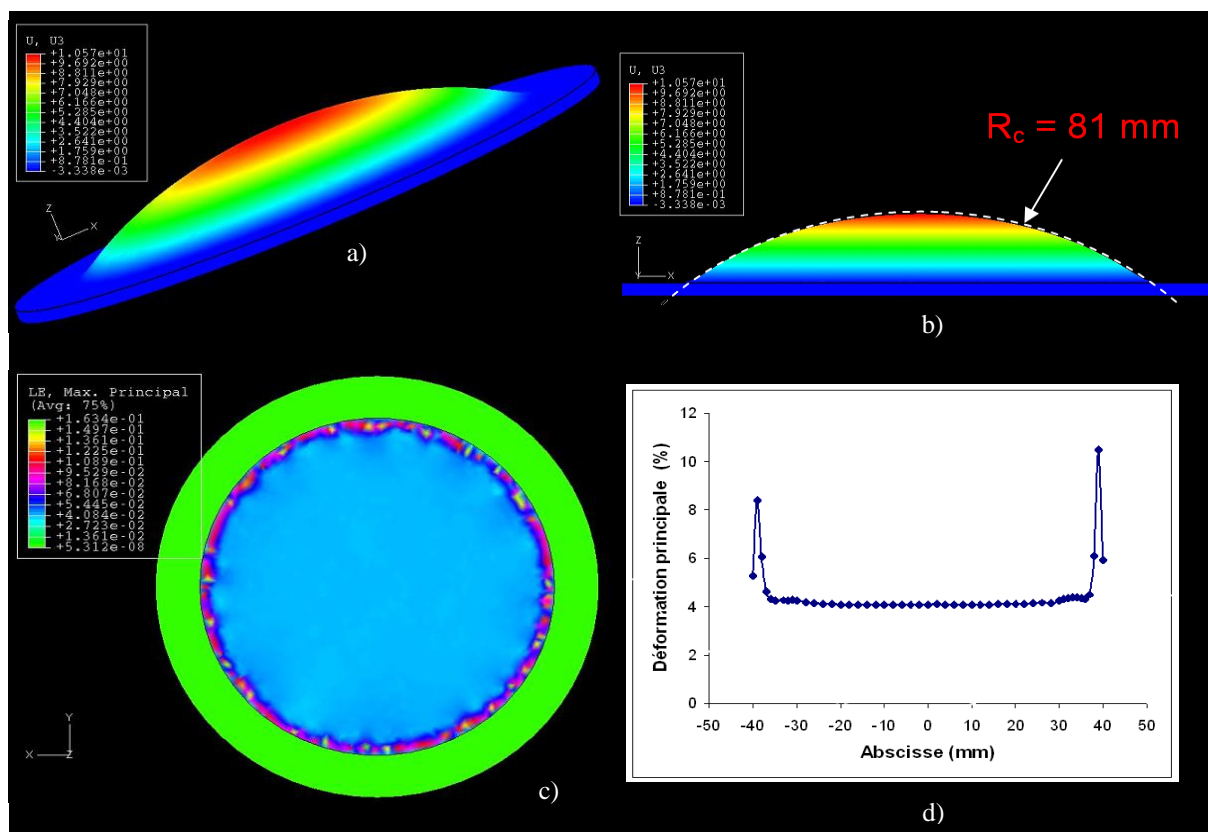 U, U3
+1.057e+01
+9.692e+00
+8.811e+00
+7.929e+00
+7.048e+00
+6.166e+00
+5.285e+00
+4.404e+00
+3.522e+00
+2.641e+00
+1.759e+00
+8.781e-01
-3.338e-03
Z
Y
X
a)
U, U3
+1.057e+01
+9.692e+00
+8.811e+00
+7.929e+00
+7.048e+00
+6.166e+00
+5.285e+00
+4.404e+00
+3.522e+00
+2.641e+00
+1.759e+00
+8.781e-01
-3.338e-03
Rc = 81 mm
Z
Y
X
b)
LE, Max. Principal
(Avg: 75%)
+1.634e-01
+1.497e-01
+1.361e-01
+1.225e-01
+1.089e-01
+9.529e-02
+8.168e-02
+6.807e-02
+5.445e-02
+4.084e-02
+2.723e-02
+1.361e-02
+5.312e-08
Y
X
Z
c)
Déformation principale (%)
12
10
8
6
4
2
0
-50 -40 -30 -20 -10 0 10 20 30 40 50
Abscisse (mm)
d)